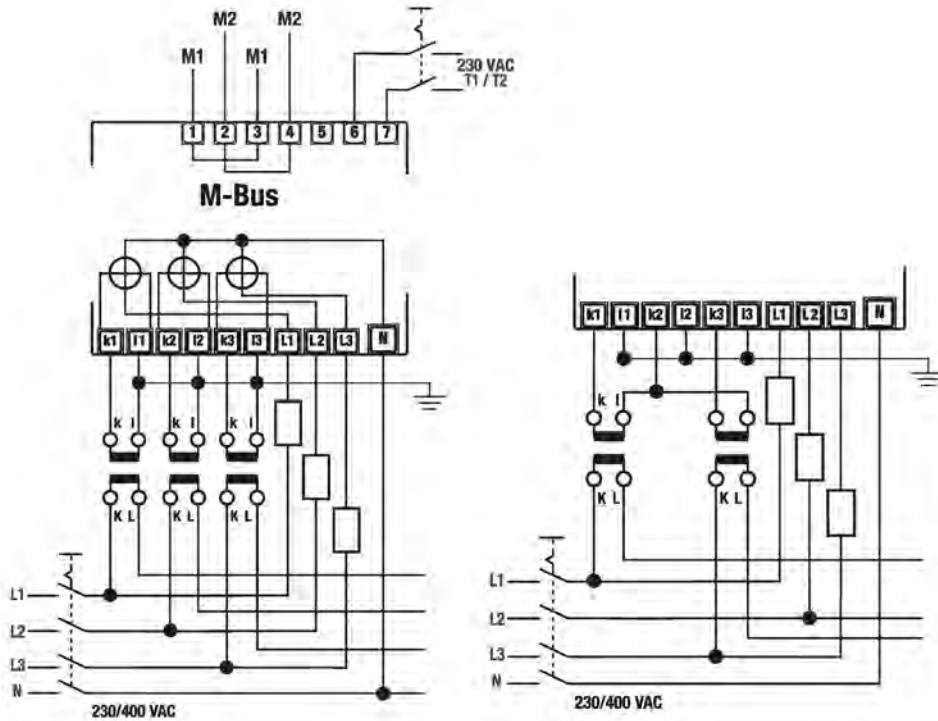 M2 M2
M1 M1
230 VAC
T1 / T2
1 2 3 4 5 6 7
M-Bus
k1 l1 k2 l2 k3 l3 L1 L2 L3 N
k l k l k l
K L K L K L
L1
L2
L3
N
230/400 VAC
k1 l1 k2 l2 k3 l3 L1 L2 L3 N
k l
K L K L
L1
L2
L3
N
230/400 VAC